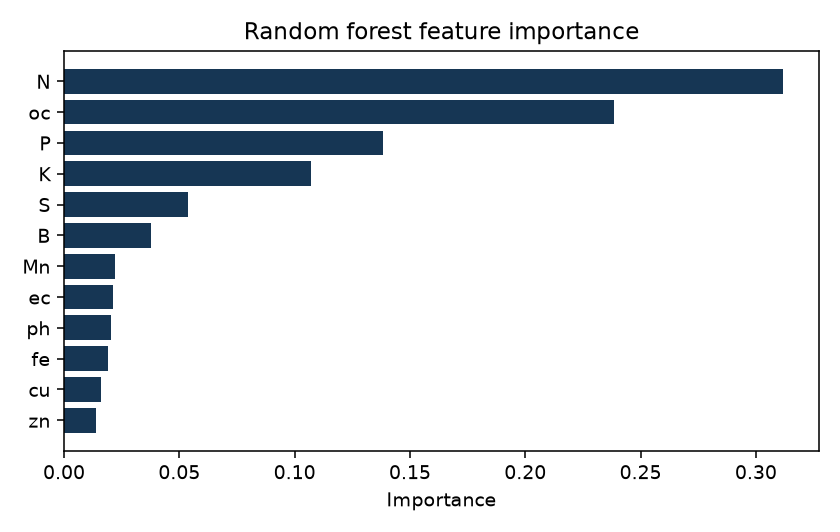 Random forest feature importance
N
oc
P
K
S
B
Mn
ec
ph
fe
cu
zn
0.00 0.05 0.10 0.15 0.20 0.25 0.30
Importance